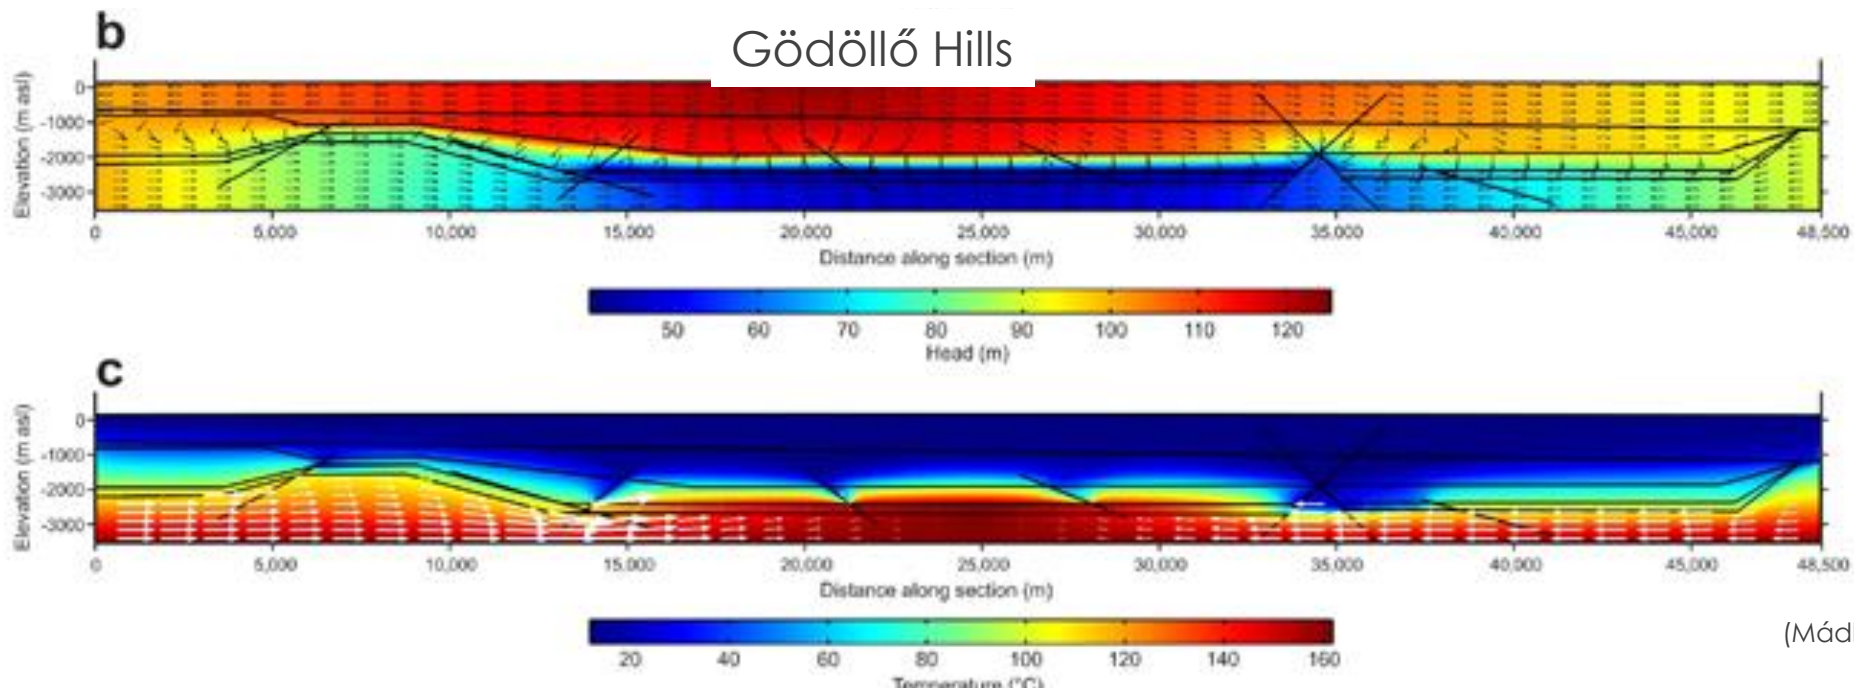 b
Gödöllő Hills
Elevation (m asl)
0
-1000
-2000
-3000
0 5,000 10,000 15,000 20,000 25,000 30,000 35,000 40,000 45,000 48,500
Distance along section (m)
50 60 70 80 90 100 110 120
Head (m)
c
Elevation (m asl)
0
-1000
-2000
-3000
0 5,000 10,000 15,000 20,000 25,000 30,000 35,000 40,000 45,000 48,500
Distance along section (m)
20 40 60 80 100 120 140 160
(Mád
Temperature (°C)